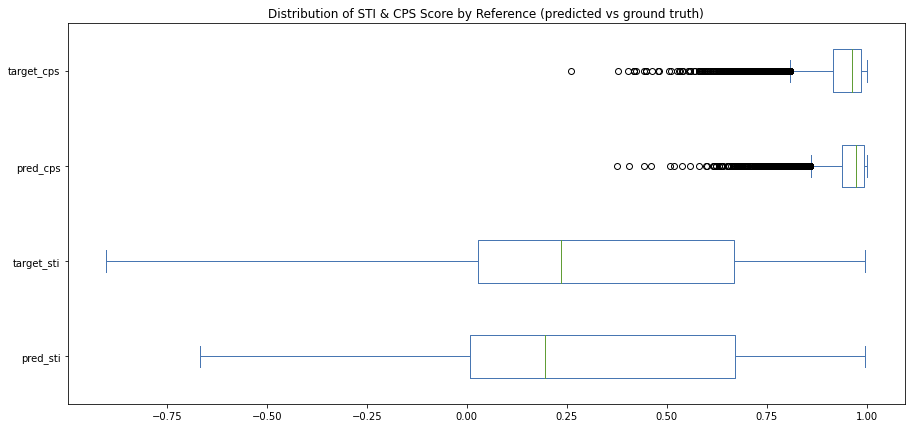 Distribution of STI & CPS Score by Reference (predicted vs ground truth)
target_cps
pred_cps
target_sti
pred_sti
−0.75 −0.50 −0.25 0.00 0.25 0.50 0.75 1.00